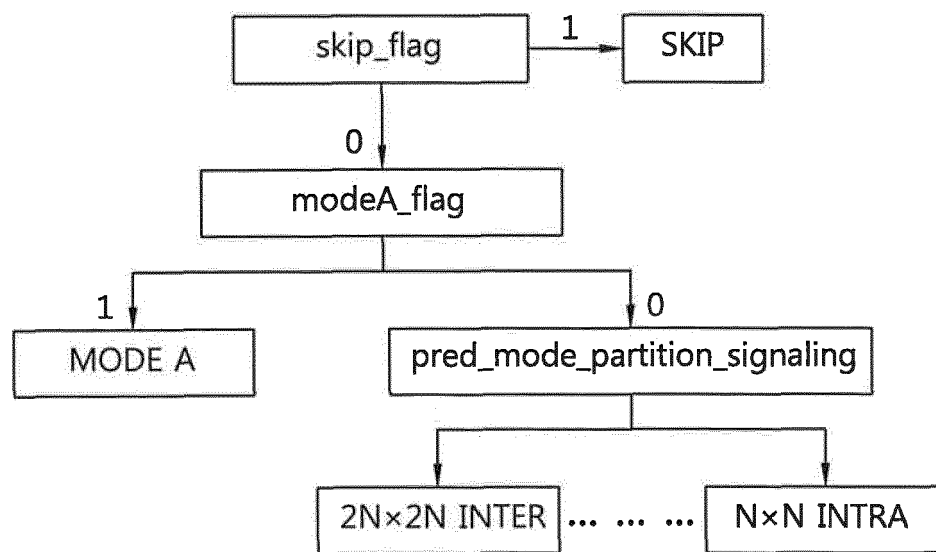 skip_flag
1
SKIP
0
modeA_flag
1
0
MODE A
pred_mode_partition_signaling
2N×2N INTER
... ... ...
N×N INTRA